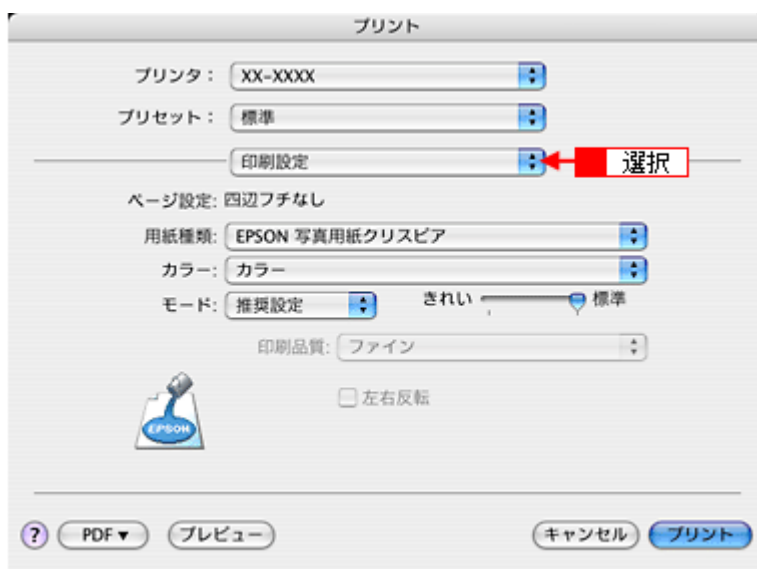 プリント
プリンタ： XX-XXXX
プリセット： 標準
印刷設定 選択
ページ設定: 四辺フチなし
用紙種類: EPSON 写真用紙クリスピア
カラー: カラー
モード: 推奨設定 きれい 標準
印刷品質: ファイン
左右反転
EPSON
? PDF▼ プレビュー キャンセル プリント